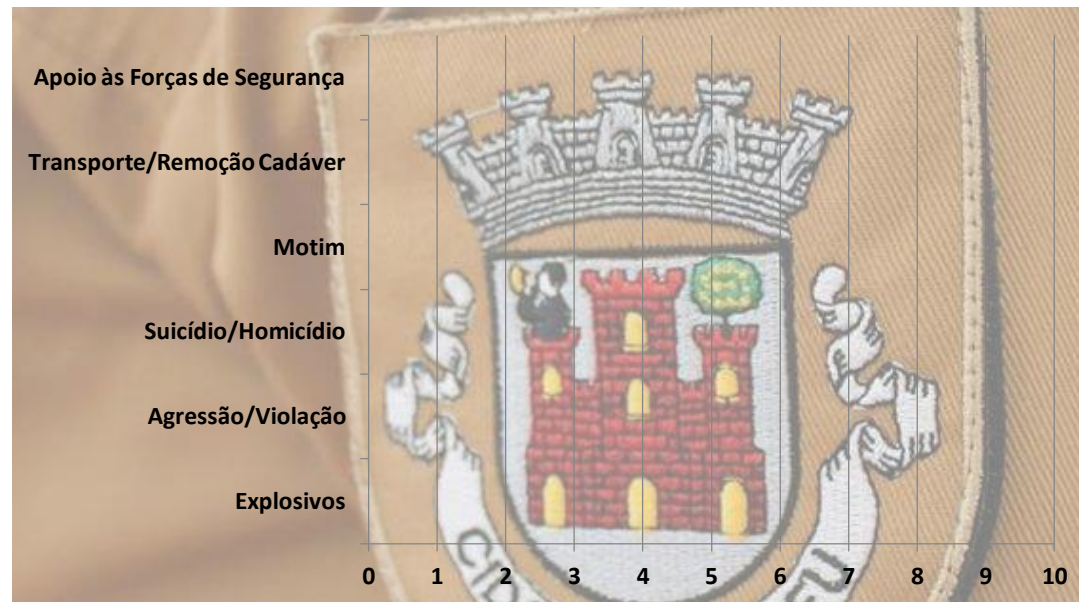 Apoio às Forças de Segurança
Transporte/Remoção Cadáver
Motim
Suicídio/Homicídio
Agressão/Violação
Explosivos
0 1 2 3 4 5 6 7 8 9 10